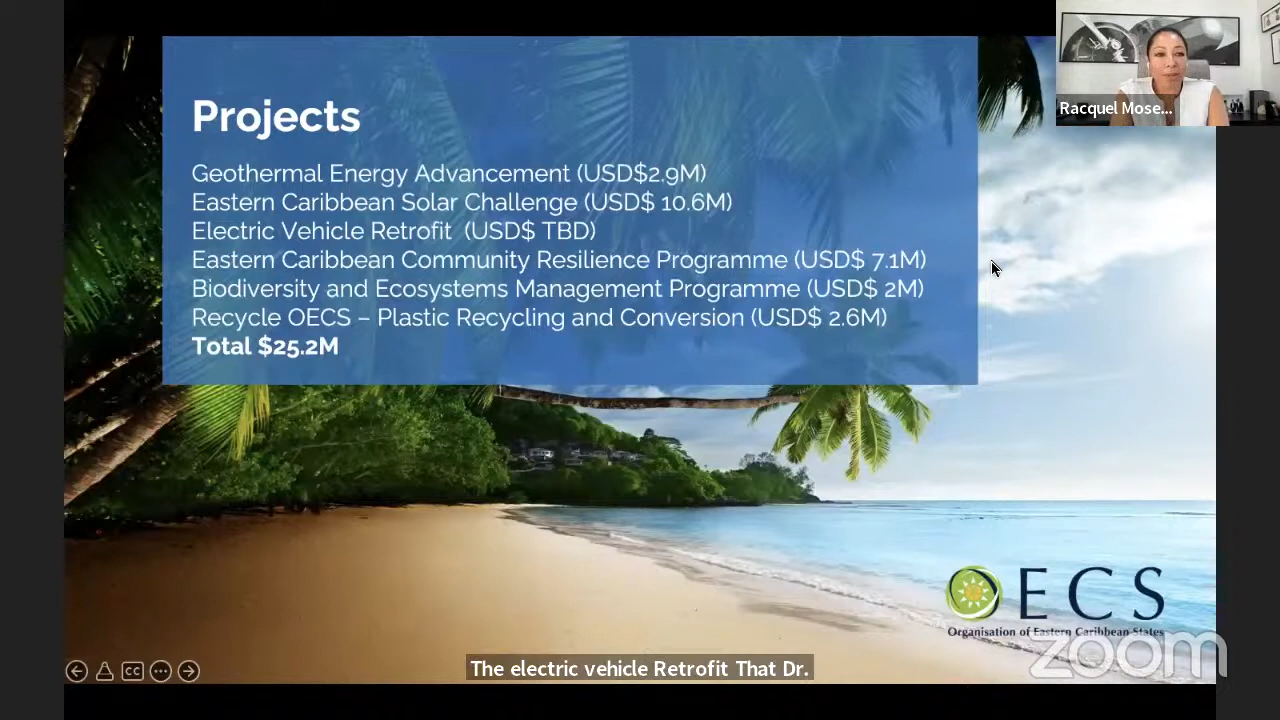 Projects
Geothermal Energy Advancement (USD$2.9M)
Eastern Caribbean Solar Challenge (USD$ 10.6M)
Electric Vehicle Retrofit (USD$ TBD)
Eastern Caribbean Community Resilience Programme (USD$ 7.1M)
Biodiversity and Ecosystems Management Programme (USD$ 2M)
Recycle OECS – Plastic Recycling and Conversion (USD$ 2.6M)
Total $25.2M
Racquel Mose...
OECS
Organisation of Eastern Caribbean States
zoom
CC
The electric vehicle Retrofit That Dr.